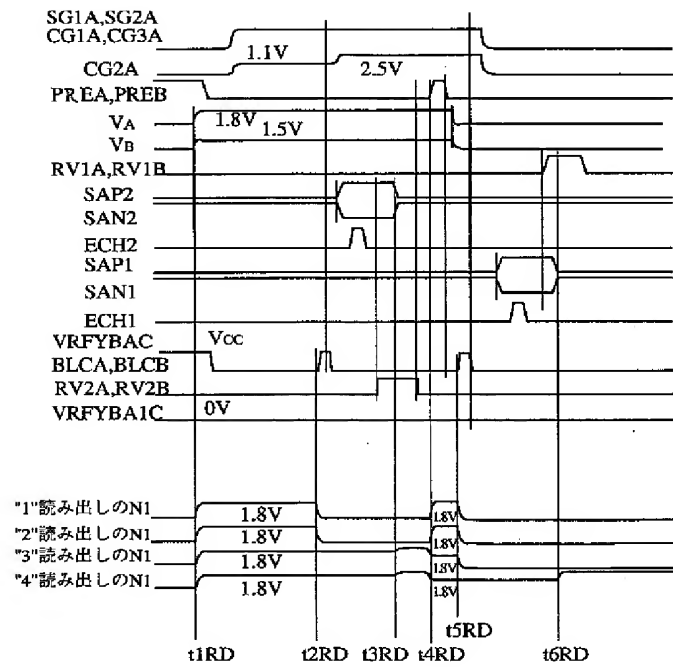 SG1A,SG2A
CG1A,CG3A
1.1V
CG2A
2.5V
PREA,PREB
VA
1.8V
1.5V
VB
RV1A,RV1B
SAP2
SAN2
ECH2
SAP1
SAN1
ECH1
VRFYBAC
Vcc
BLCA,BLCB
RV2A,RV2B
0V
VRFYBA1C
"1"読み出しのN1
1.8V
1.8V
"2"読み出しのN1
1.8V
1.8V
"3"読み出しのN1
1.8V
1.8V
"4"読み出しのN1
1.8V
1.8V
t5RD
t1RD
t2RD
t3RD
t4RD
t6RD